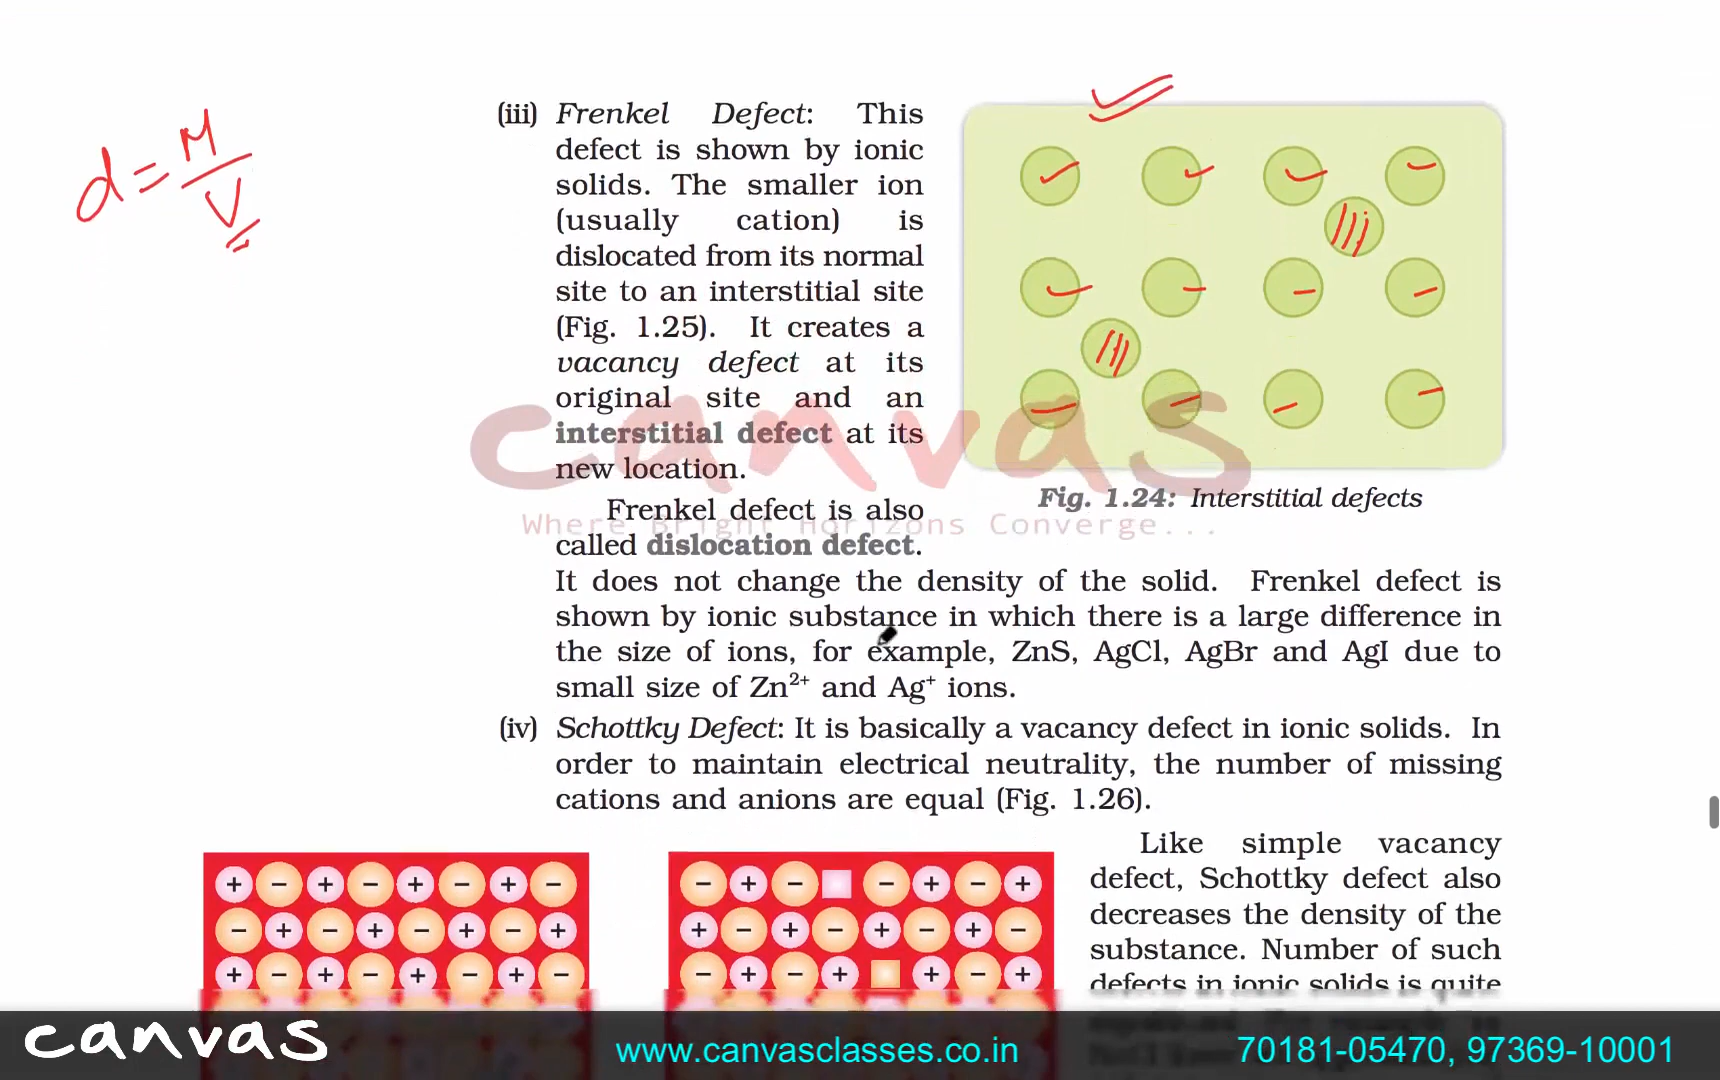 d = M
V
(iii) Frenkel Defect: This
defect is shown by ionic
solids. The smaller ion
(usually cation) is
dislocated from its normal
site to an interstitial site
(Fig. 1.25). It creates a
vacancy defect at its
original site and an
interstitial defect at its
new location.
Frenkel defect is also
called dislocation defect.
Fig. 1.24: Interstitial defects
canvas
Where Bright Horizons Converge...
It does not change the density of the solid. Frenkel defect is
shown by ionic substance in which there is a large difference in
the size of ions, for example, ZnS, AgCl, AgBr and AgI due to
small size of Zn²⁺ and Ag⁺ ions.
(iv) Schottky Defect: It is basically a vacancy defect in ionic solids. In
order to maintain electrical neutrality, the number of missing
cations and anions are equal (Fig. 1.26).
+ − + − + − + −
− + − + − + − +
+ − + − + − + −
− + − − + − +
+ − + − + − + −
− + − + + − +
Like simple vacancy
defect, Schottky defect also
decreases the density of the
substance. Number of such
defects in ionic solids is quite
canvas
www.canvasclasses.co.in
70181-05470, 97369-10001